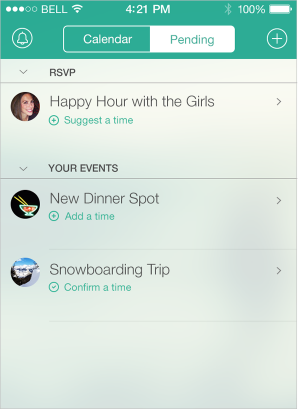 BELL 4:21 PM 100%
Calendar Pending
RSVP
Happy Hour with the Girls
Suggest a time
YOUR EVENTS
New Dinner Spot
Add a time
Snowboarding Trip
Confirm a time